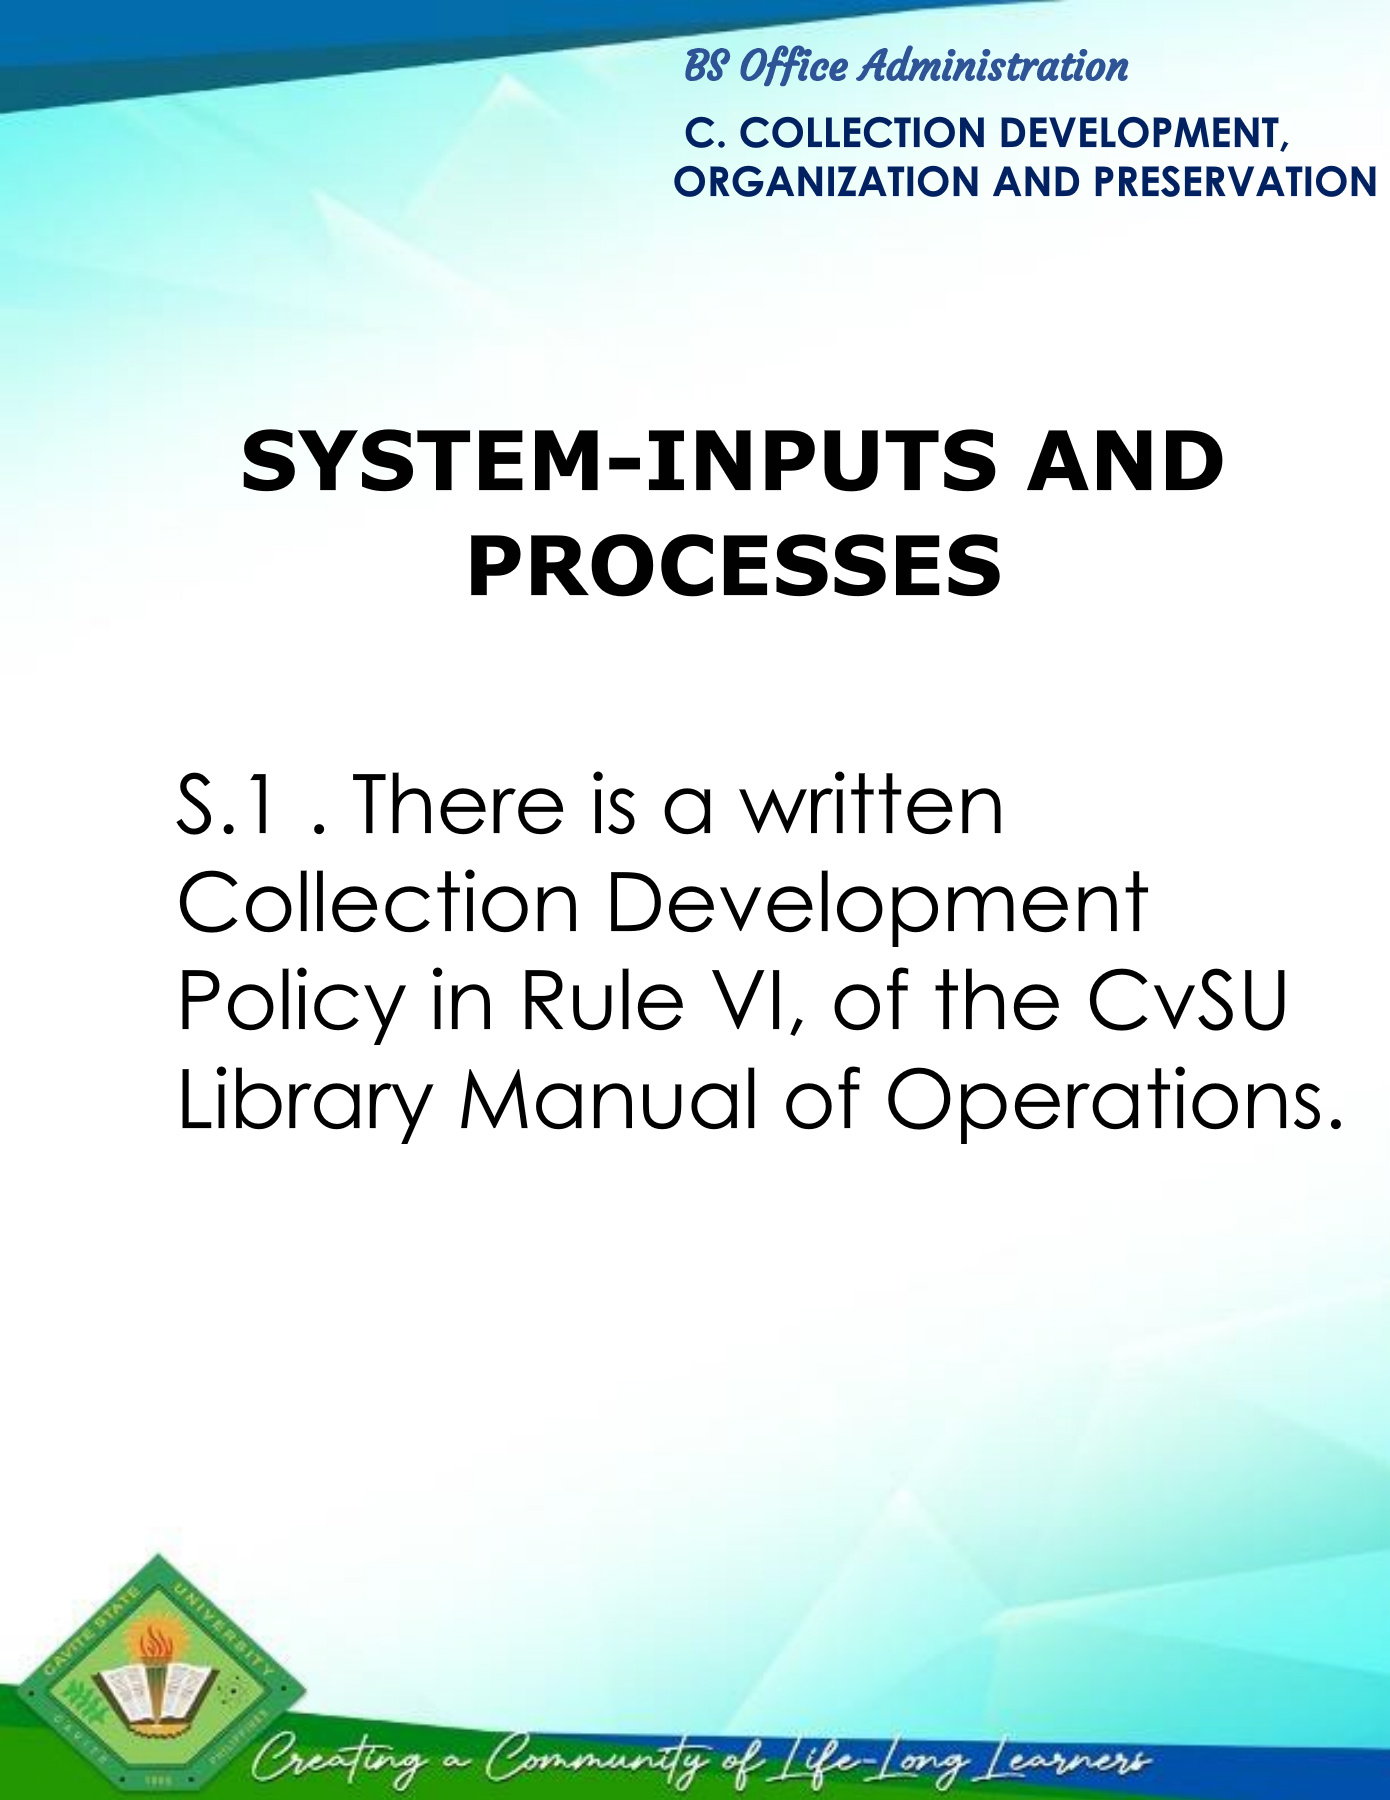 BS Office Administration
C. COLLECTION DEVELOPMENT,
ORGANIZATION AND PRESERVATION
SYSTEM-INPUTS AND
PROCESSES
S.1 . There is a written
Collection Development
Policy in Rule VI, of the CvSU
Library Manual of Operations.
CAVITE STATE UNIVERSITY
CAVITE
PHILIPPINES
Creating a Community of Life-Long Learners